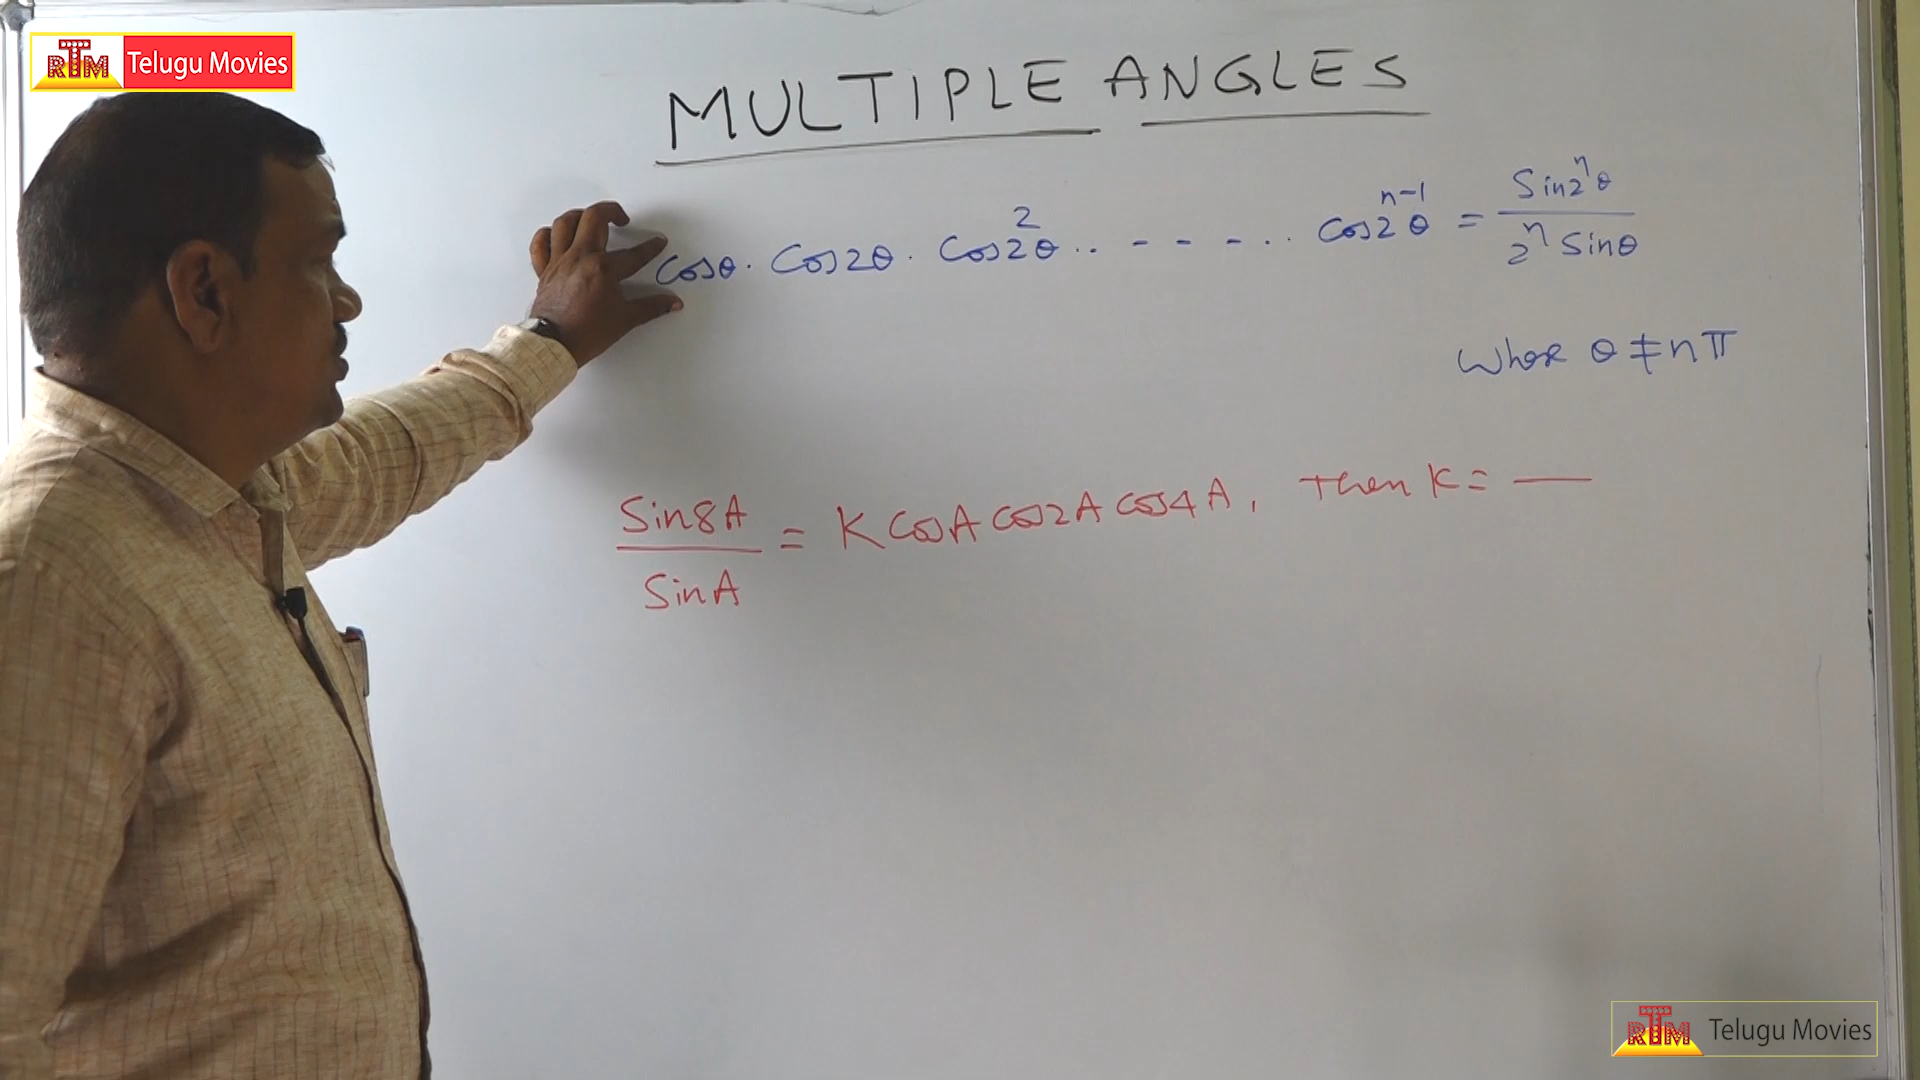 RTM Telugu Movies
MULTIPLE ANGLES
cosθ. Cos2θ. Cos2²θ..- - - -.. cos2ⁿ⁻¹θ = Sin2ⁿθ / 2ⁿ Sinθ
where θ ≠ nπ
Sin8A / SinA = K cosA cos2A cos4A, Then K = —
RTM Telugu Movies